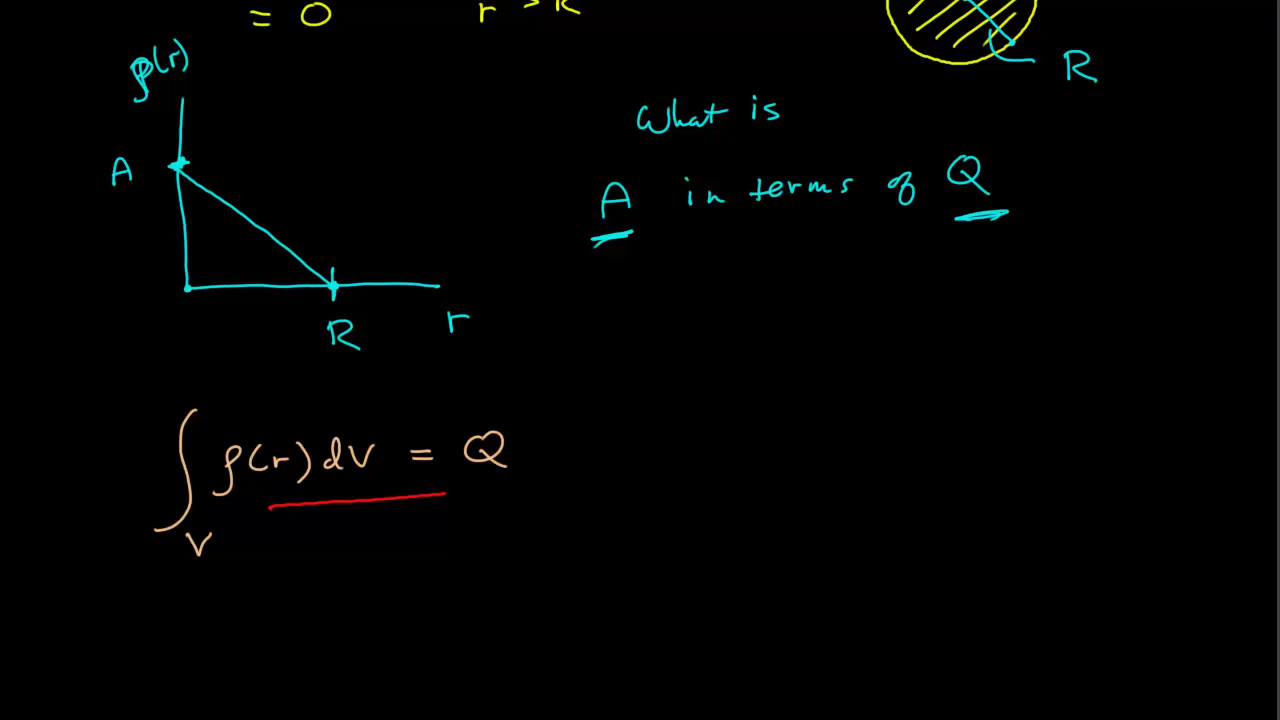 = 0 r > R
ρ(r)
R
What is
A
A in terms of Q
R
r
∫ ρ(r) dV = Q
V